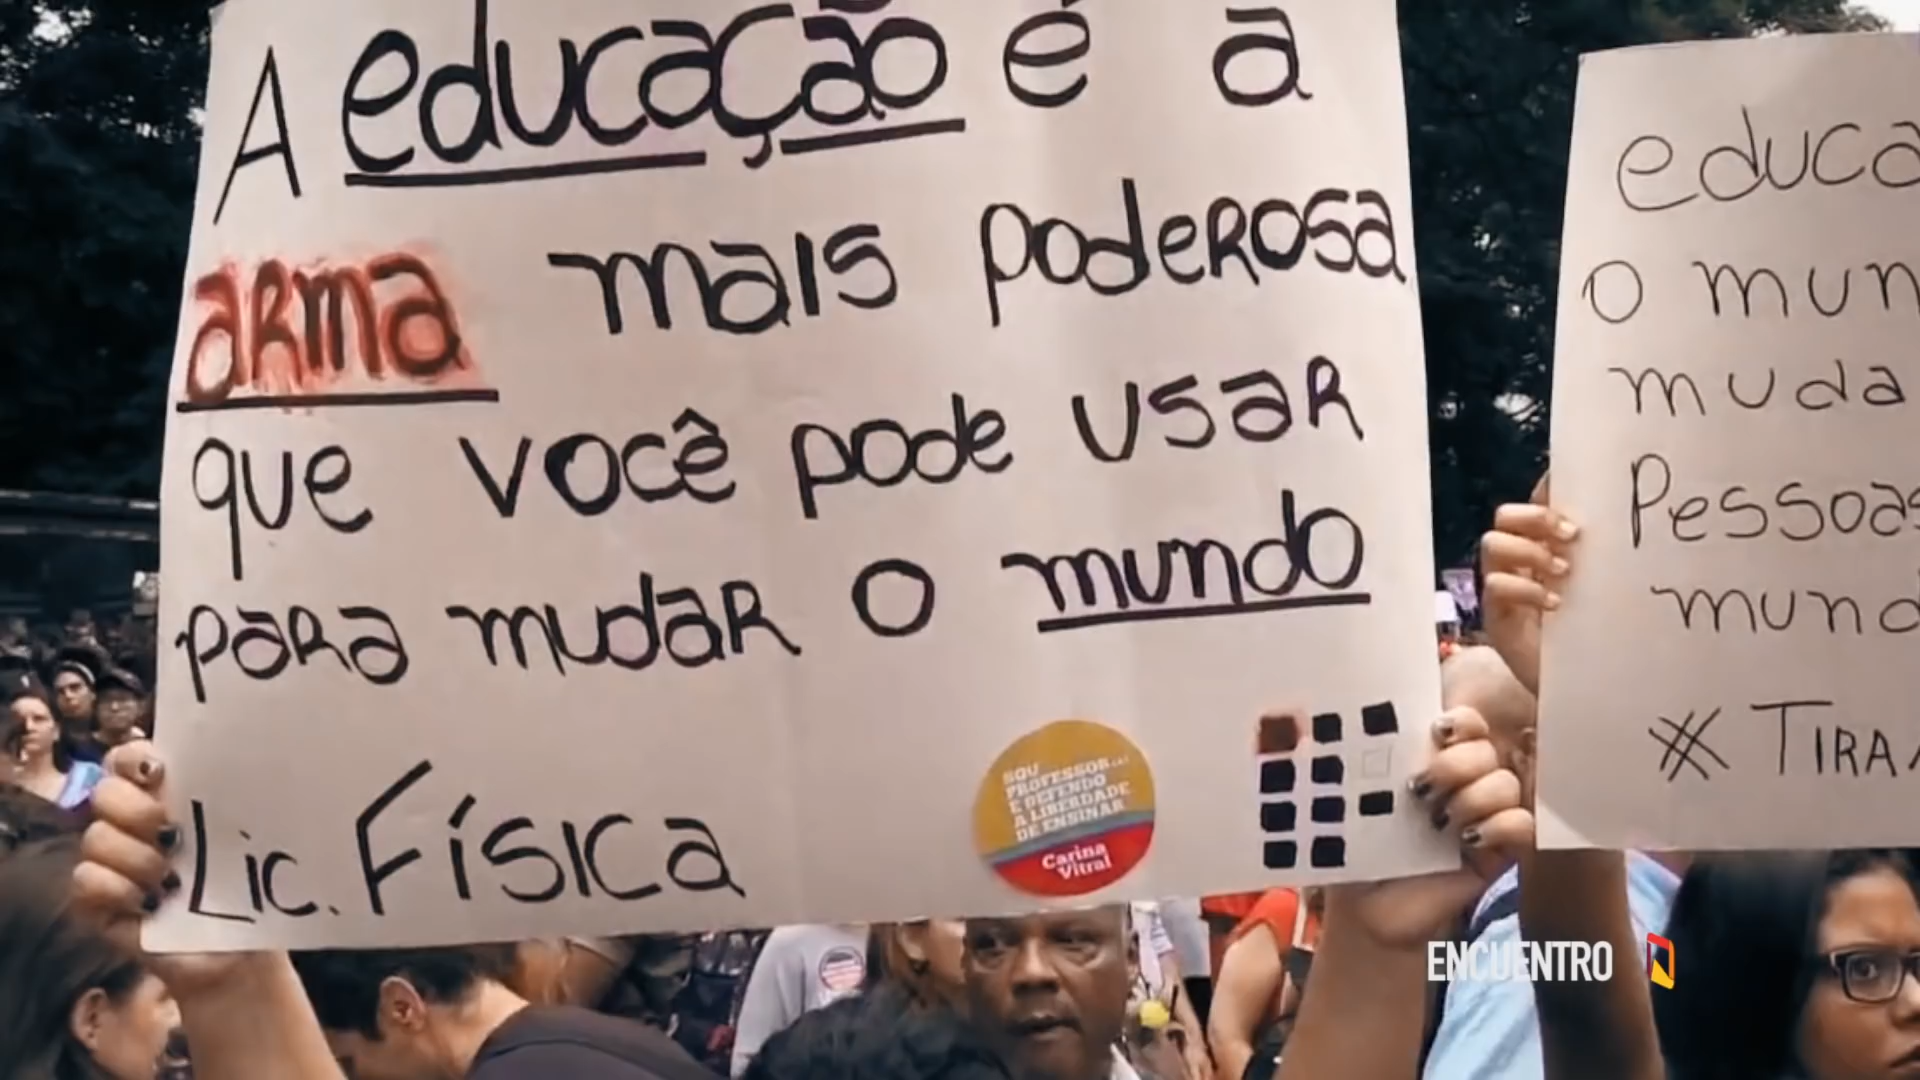 A educação é a
arma mais poderosa
que você pode usar
para mudar o mundo
Lic. Física
SOU
PROFESSOR...
E DEFENDO
A LIBERDADE
DE ENSINAR
Carina
Vitral
educa
o mun
muda
Pessoas
mund
# TIRA
ENCUENTRO